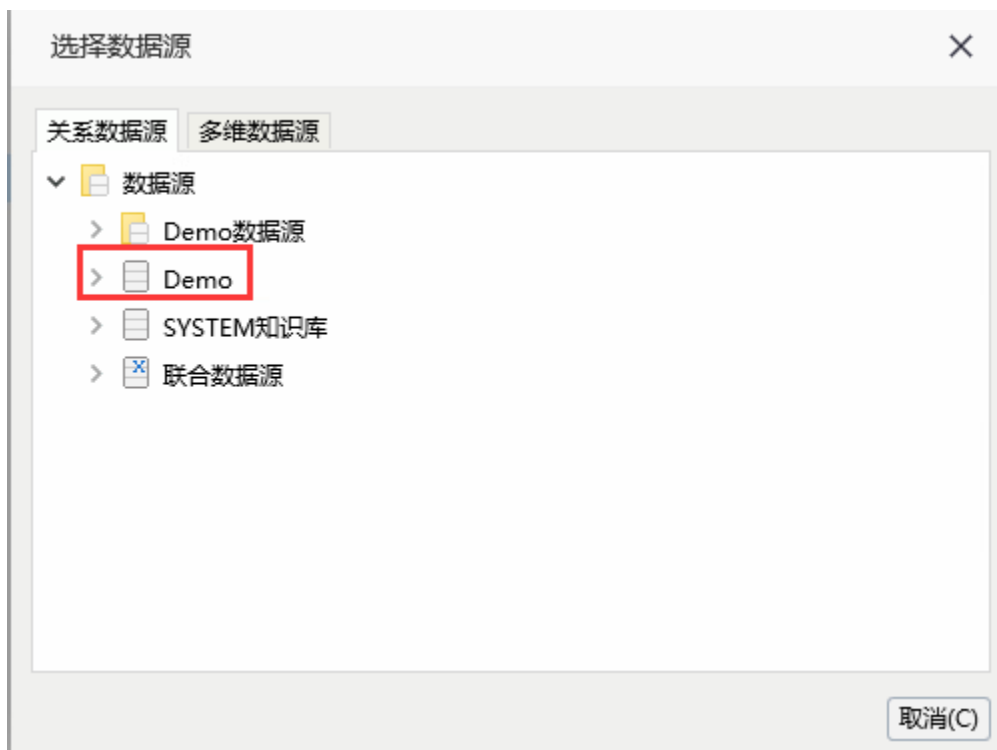 选择数据源
关系数据源 多维数据源
数据源
Demo数据源
Demo
SYSTEM知识库
联合数据源
取消(C)